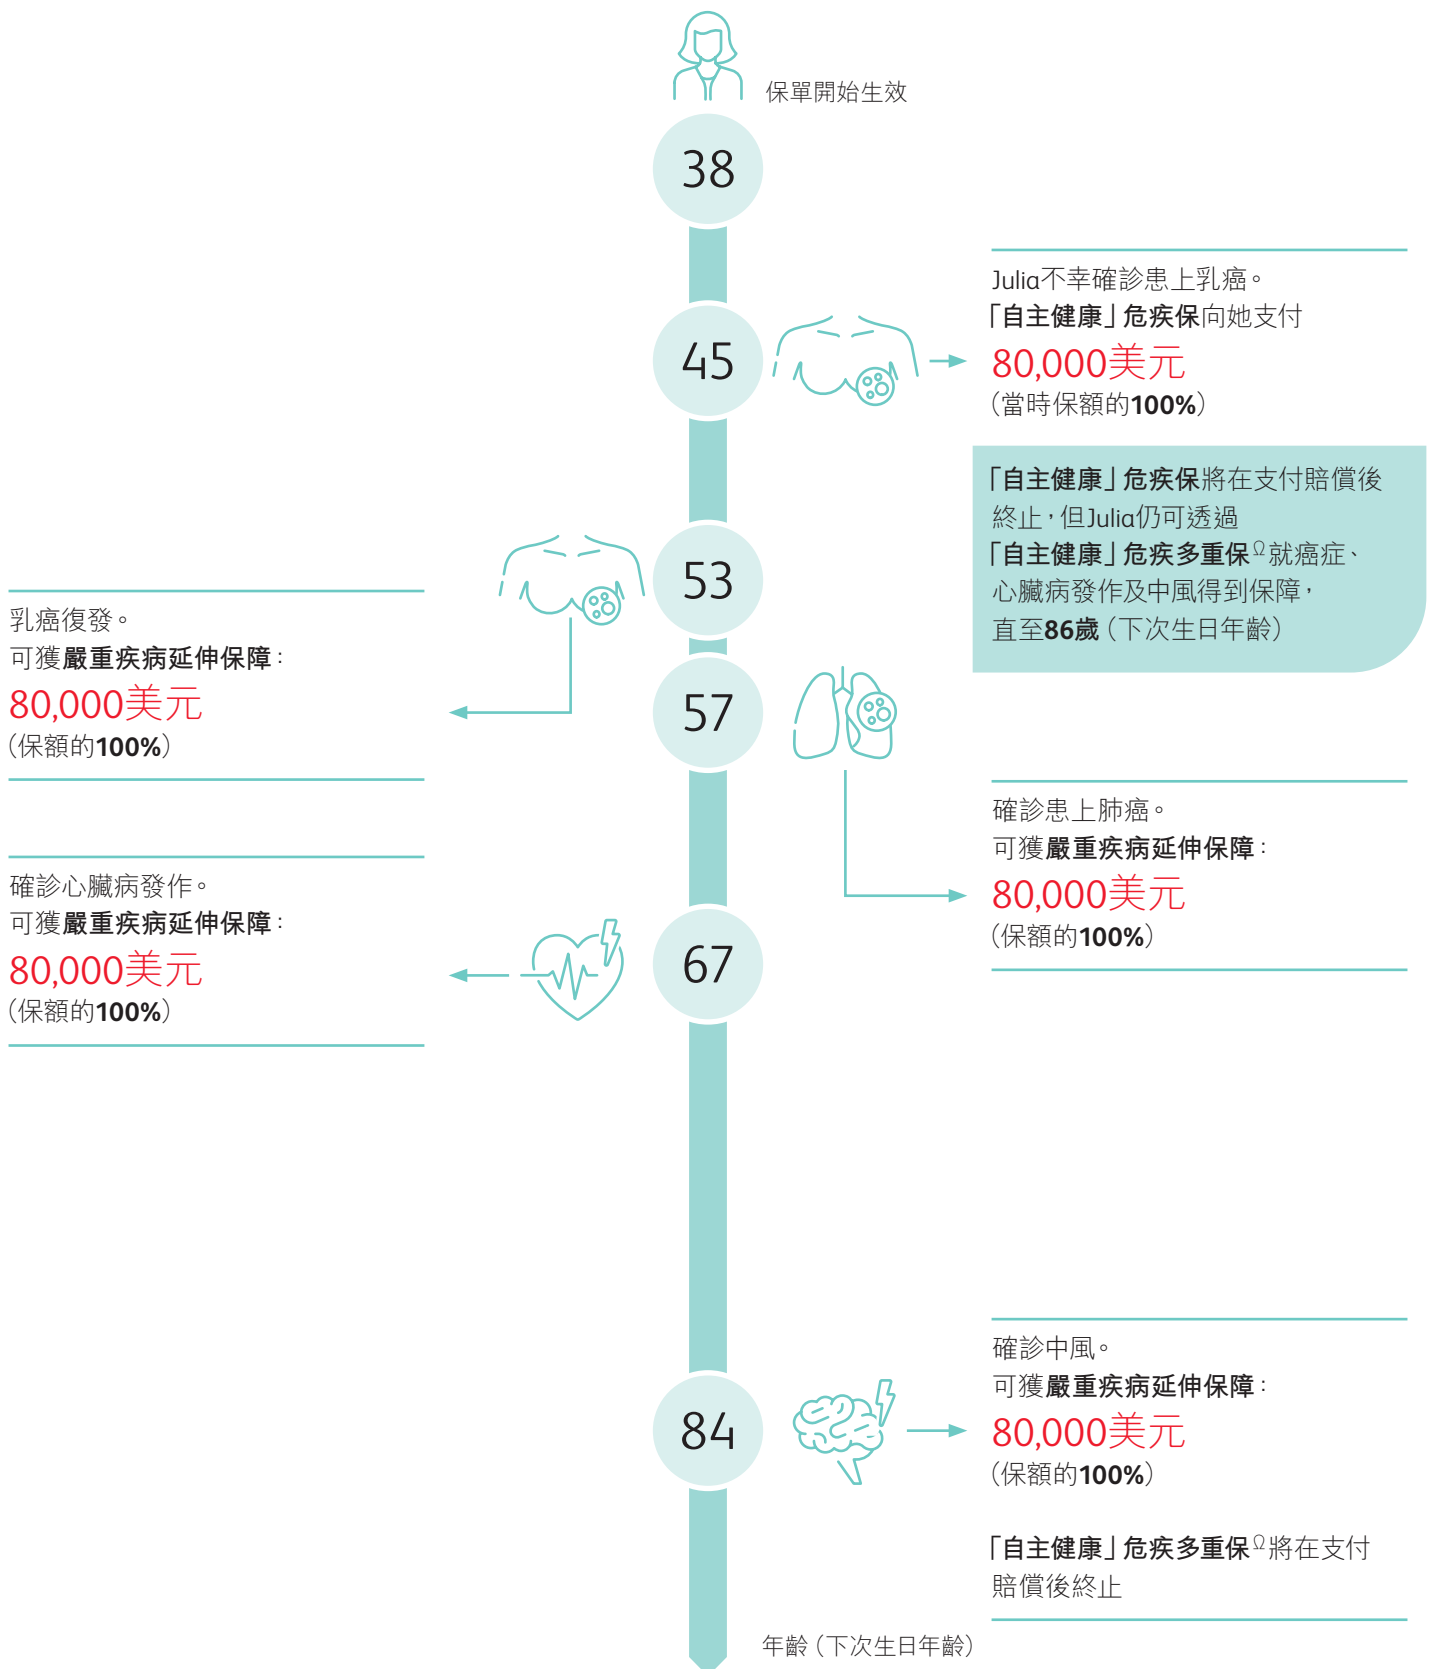 保單開始生效
38
45
Julia不幸確診患上乳癌。
「自主健康」危疾保向她支付
80,000美元
（當時保額的100%）
「自主健康」危疾保將在支付賠償後
終止，但Julia仍可透過
「自主健康」危疾多重保Ω就癌症、
心臟病發作及中風得到保障，
直至86歲（下次生日年齡）
53
乳癌復發。
可獲嚴重疾病延伸保障：
80,000美元
（保額的100%）
57
確診患上肺癌。
可獲嚴重疾病延伸保障：
80,000美元
（保額的100%）
67
確診心臟病發作。
可獲嚴重疾病延伸保障：
80,000美元
（保額的100%）
84
確診中風。
可獲嚴重疾病延伸保障：
80,000美元
（保額的100%）
「自主健康」危疾多重保Ω將在支付
賠償後終止
年齡（下次生日年齡）